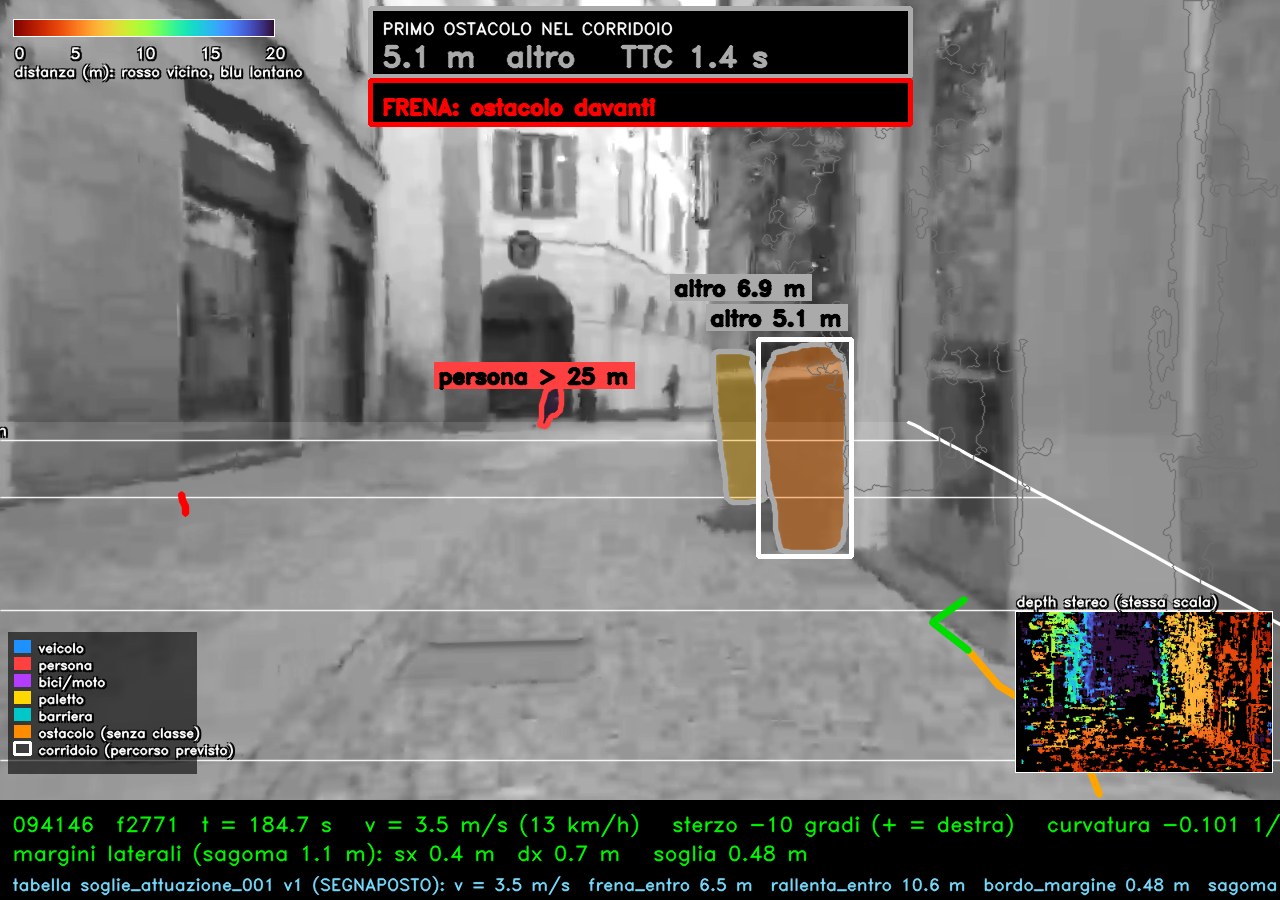 0 5 10 15 20
distanza (m): rosso vicino, blu lontano
PRIMO OSTACOLO NEL CORRIDOIO
5.1 m altro TTC 1.4 s
FRENA: ostacolo davanti
altro 6.9 m
altro 5.1 m
persona > 25 m
depth stereo (stessa scala)
veicolo
persona
bici/moto
paletto
barriera
ostacolo (senza classe)
corridoio (percorso previsto)
094146 f2771 t = 184.7 s v = 3.5 m/s (13 km/h) sterzo -10 gradi (+ = destra) curvatura -0.101 1/
margini laterali (sagoma 1.1 m): sx 0.4 m dx 0.7 m soglia 0.48 m
tabella soglie_attuazione_001 v1 (SEGNAPOSTO): v = 3.5 m/s frena_entro 6.5 m rallenta_entro 10.6 m bordo_margine 0.48 m sagoma